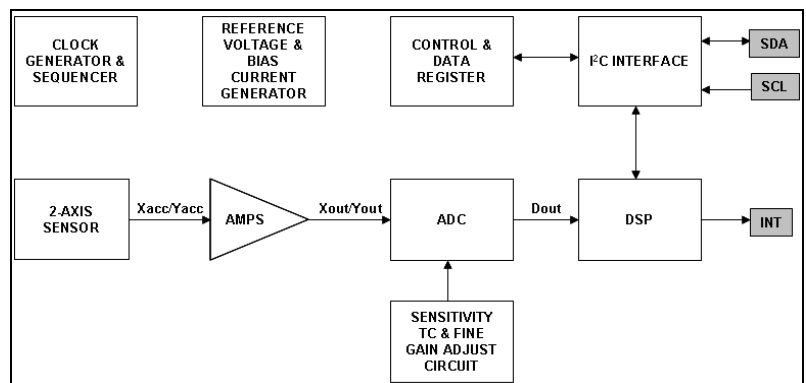 CLOCK
GENERATOR &
SEQUENCER
REFERENCE
VOLTAGE &
BIAS
CURRENT
GENERATOR
CONTROL &
DATA
REGISTER
I²C INTERFACE
SDA
SCL
2-AXIS
SENSOR
Xacc/Yacc
AMPS
Xout/Yout
ADC
Dout
DSP
INT
SENSITIVITY
TC & FINE
GAIN ADJUST
CIRCUIT